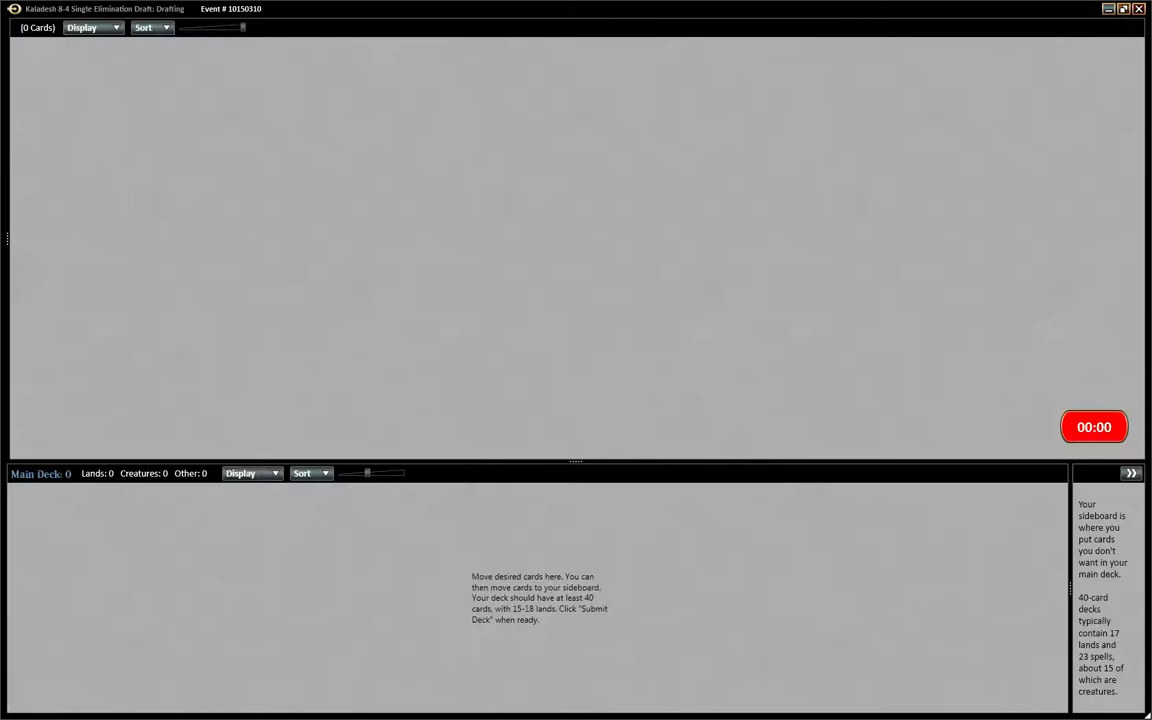 Kaladesh 8-4 Single Elimination Draft: Drafting Event # 10150310
(0 Cards) Display Sort
00:00
Main Deck: 0 Lands: 0 Creatures: 0 Other: 0 Display Sort
Move desired cards here. You can
then move cards to your sideboard.
Your deck should have at least 40
cards, with 15-18 lands. Click "Submit
Deck" when ready.
Your
sideboard is
where you
put cards
you don't
want in your
main deck.
40-card
decks
typically
contain 17
lands and
23 spells,
about 15 of
which are
creatures.